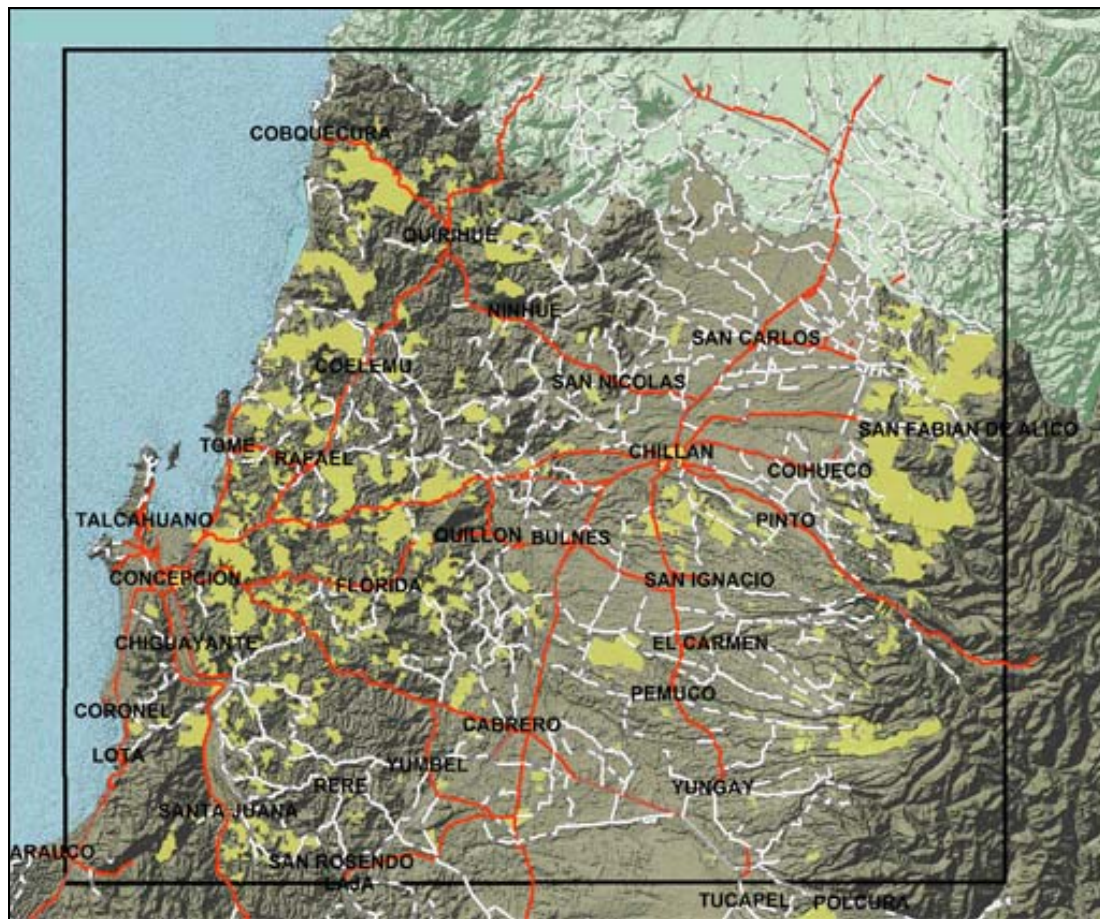 COBQUECURA
QUIRIHUE
NINHUE
SAN CARLOS
COELEMU
SAN NICOLAS
SAN FABIAN DE ALICO
TOME
RAFAEL
CHILLAN
COIHUECO
TALCAHUANO
PINTO
QUILLON
BULNES
CONCEPCION
FLORIDA
SAN IGNACIO
CHIGUAYANTE
EL CARMEN
PEMUCO
CORONEL
CABRERO
LOTA
YUMBEL
RERE
YUNGAY
SANTA JUANA
ARAUCO
SAN ROSENDO
LAJA
TUCAPEL
POLCURA